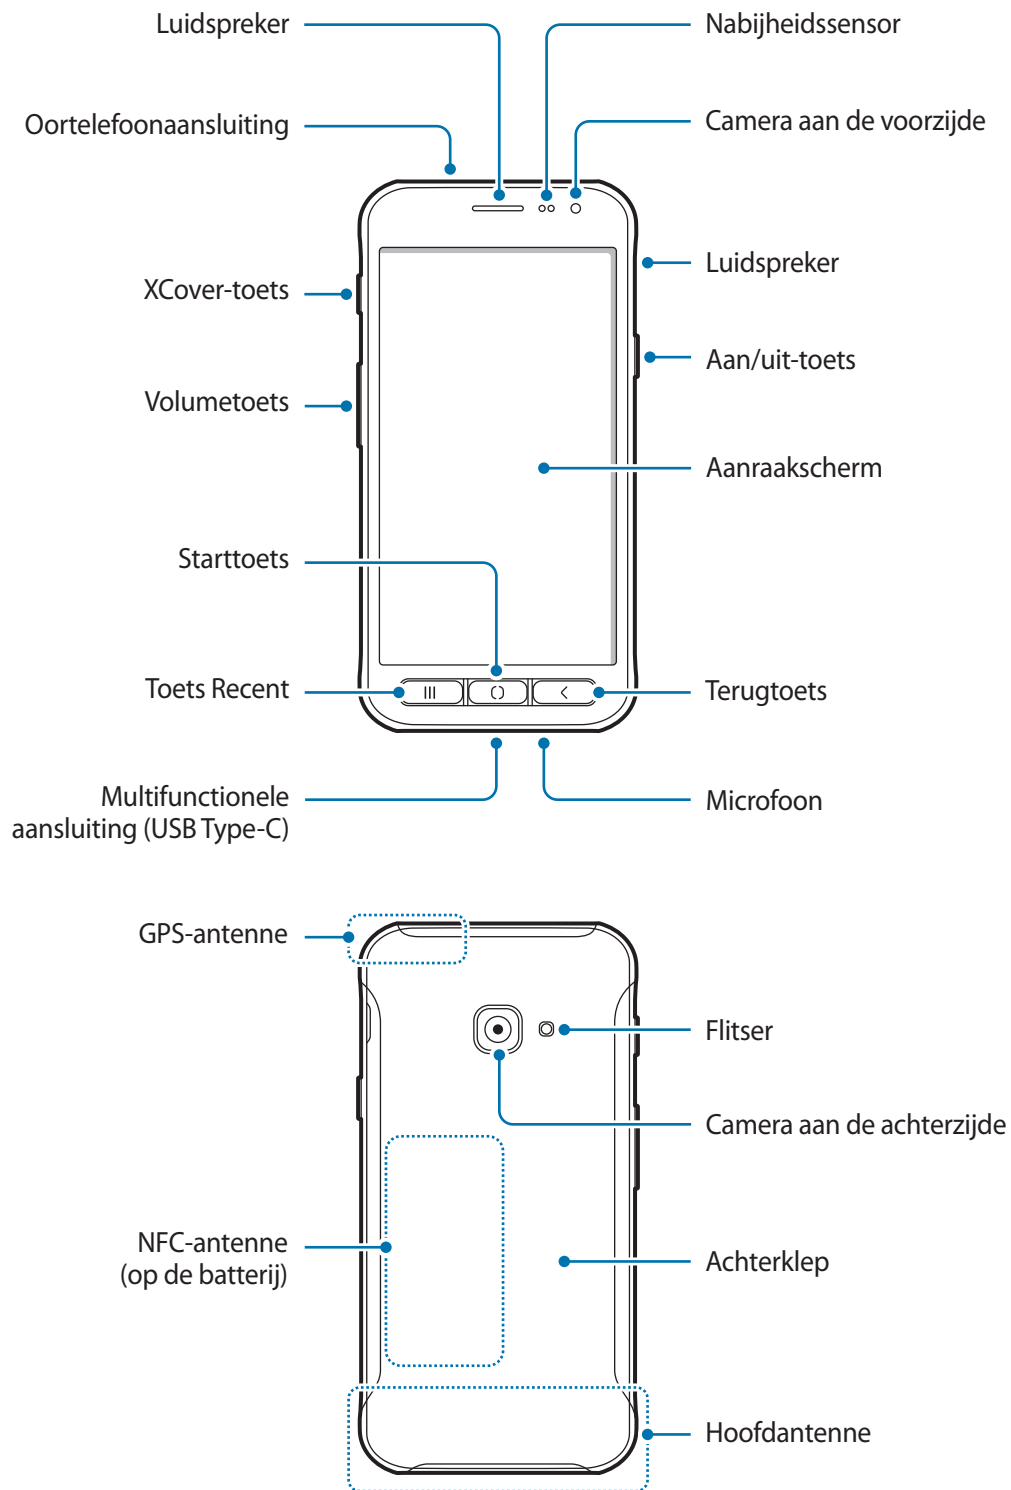 Luidspreker
Nabijheidssensor
Oortelefoonaansluiting
Camera aan de voorzijde
Luidspreker
XCover-toets
Aan/uit-toets
Volumetoets
Aanraakscherm
Starttoets
Toets Recent
Terugtoets
Multifunctionele
aansluiting (USB Type-C)
Microfoon
GPS-antenne
Flitser
Camera aan de achterzijde
NFC-antenne
(op de batterij)
Achterklep
Hoofdantenne